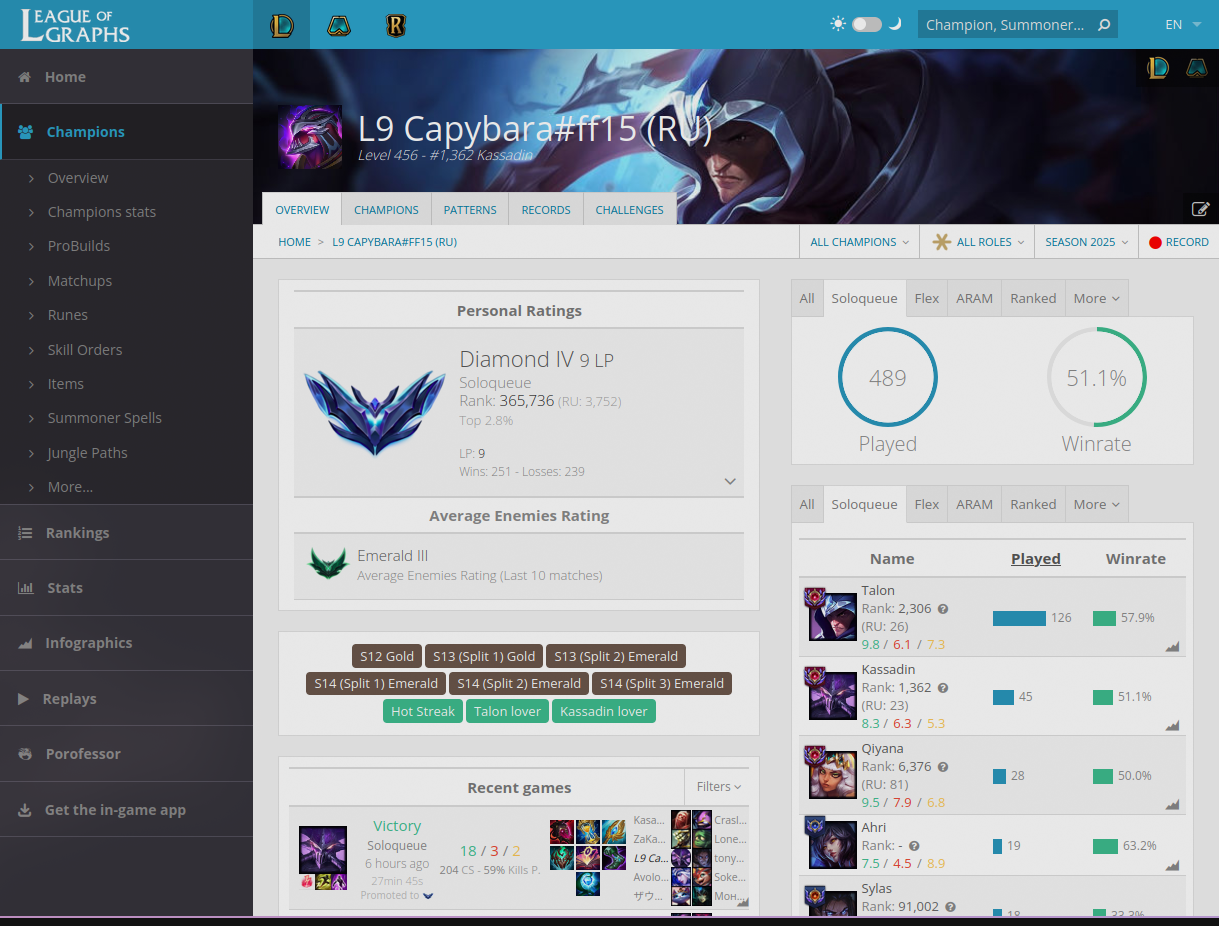 LEAGUE OF
GRAPHS
Champion, Summoner...
EN
Home
Champions
Overview
Champions stats
ProBuilds
Matchups
Runes
Skill Orders
Items
Summoner Spells
Jungle Paths
More...
Rankings
Stats
Infographics
Replays
Porofessor
Get the in-game app
L9 Capybara#ff15 (RU)
Level 456 - #1,362 Kassadin
OVERVIEW CHAMPIONS PATTERNS RECORDS CHALLENGES
HOME > L9 CAPYBARA#FF15 (RU)
ALL CHAMPIONS ALL ROLES SEASON 2025 RECORD
Personal Ratings
Diamond IV 9 LP
Soloqueue
Rank: 365,736 (RU: 3,752)
Top 2.8%
LP: 9
Wins: 251 - Losses: 239
Average Enemies Rating
Emerald III
Average Enemies Rating (Last 10 matches)
S12 Gold S13 (Split 1) Gold S13 (Split 2) Emerald
S14 (Split 1) Emerald S14 (Split 2) Emerald S14 (Split 3) Emerald
Hot Streak Talon lover Kassadin lover
Recent games
Filters
Victory
Soloqueue
6 hours ago
27min 45s
Promoted to
18 / 3 / 2
204 CS - 59% Kills P.
Kasa...
ZaKa...
L9 Ca...
Avolo...
ザウ...
Crasl...
Lone...
tony...
Soke...
Мон...
All Soloqueue Flex ARAM Ranked More
489
Played
51.1%
Winrate
All Soloqueue Flex ARAM Ranked More
Name Played Winrate
Talon
Rank: 2,306
(RU: 26)
9.8 / 6.1 / 7.3
126
57.9%
Kassadin
Rank: 1,362
(RU: 23)
8.3 / 6.3 / 5.3
45
51.1%
Qiyana
Rank: 6,376
(RU: 81)
9.5 / 7.9 / 6.8
28
50.0%
Ahri
Rank: -
7.5 / 4.5 / 8.9
19
63.2%
Sylas
Rank: 91,002
18
33.3%